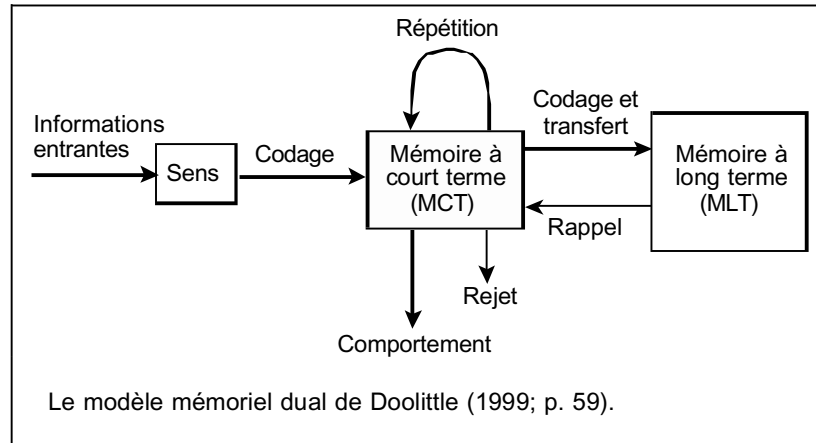 Répétition
Informations
entrantes
Sens
Codage
Mémoire à
court terme
(MCT)
Codage et
transfert
Mémoire à
long terme
(MLT)
Rappel
Rejet
Comportement
Le modèle mémoriel dual de Doolittle (1999; p. 59).